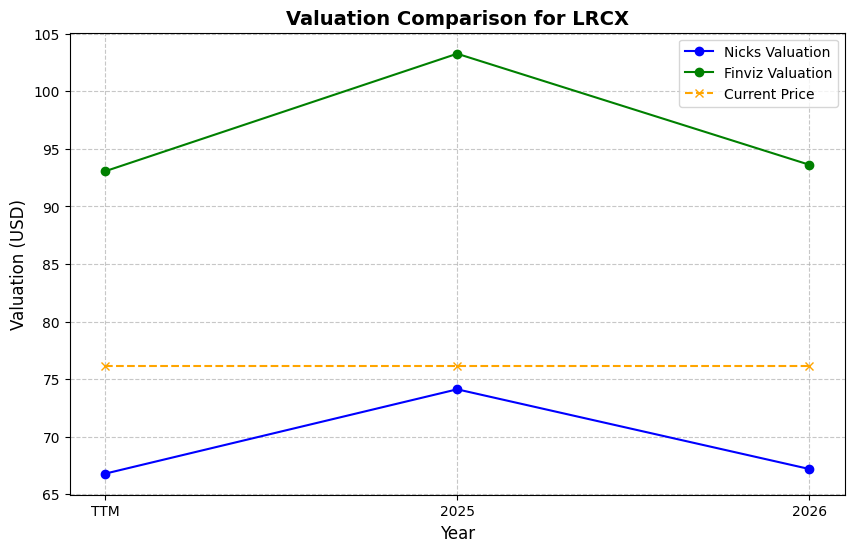 Valuation Comparison for LRCX
Nicks Valuation
Finviz Valuation
Current Price
Valuation (USD)
105
100
95
90
85
80
75
70
65
TTM
2025
2026
Year